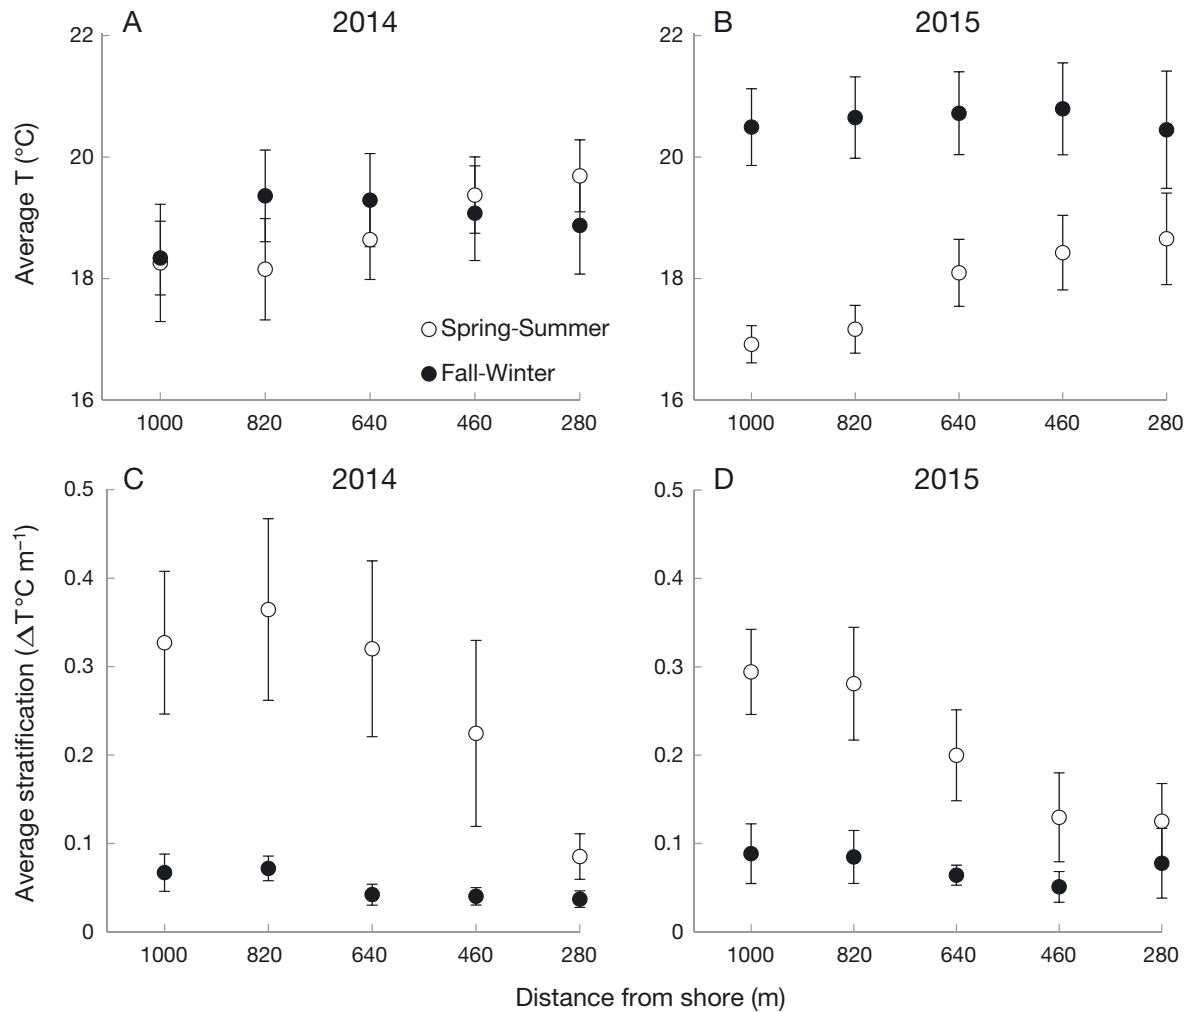 A 2014
B 2015
22
20
18
16
Average T (°C)
Spring-Summer
Fall-Winter
1000 820 640 460 280
22
20
18
16
1000 820 640 460 280
C 2014
D 2015
0.5
0.4
0.3
0.2
0.1
0
Average stratification (ΔT°C m⁻¹)
1000 820 640 460 280
0.5
0.4
0.3
0.2
0.1
0
1000 820 640 460 280
Distance from shore (m)